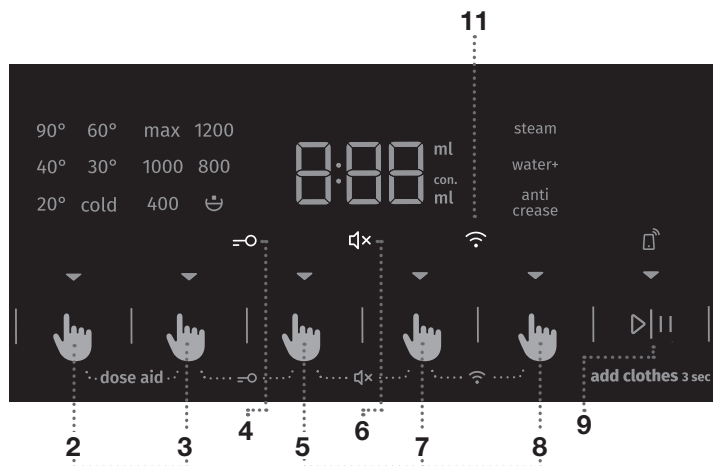 11
90° 60° max 1200
40° 30° 1000 800
20° cold 400
8:88
ml
con.
ml
steam
water+
anti
crease
dose aid
add clothes 3 sec
2 3 4 5 6 7 8 9